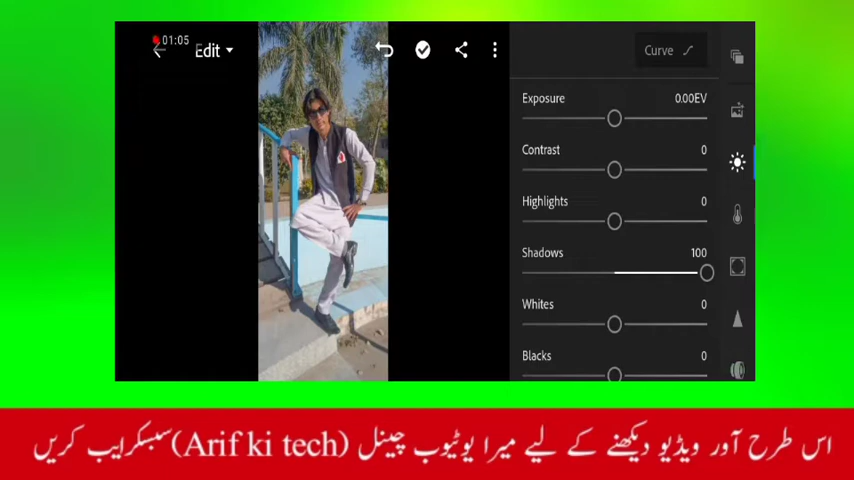 01:05
Edit
Curve
Exposure 0.00EV
Contrast 0
Highlights 0
Shadows 100
Whites 0
Blacks 0
اس طرح آور ویڈیو دیکھنے کے لیے میرا یوٹیوب چینل (Arif ki tech)سبسکرایب کریں